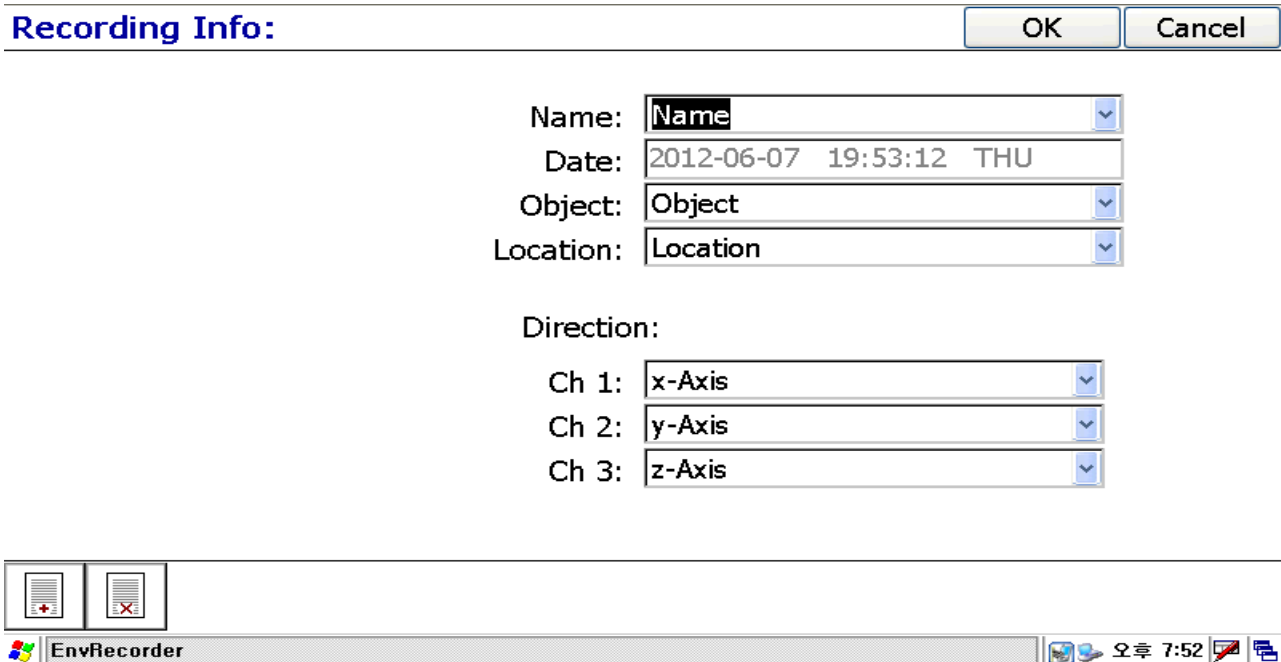 Recording Info: OK Cancel
Name: Name
Date: 2012-06-07 19:53:12 THU
Object: Object
Location: Location
Direction:
Ch 1: x-Axis
Ch 2: y-Axis
Ch 3: z-Axis
EnvRecorder 오후 7:52